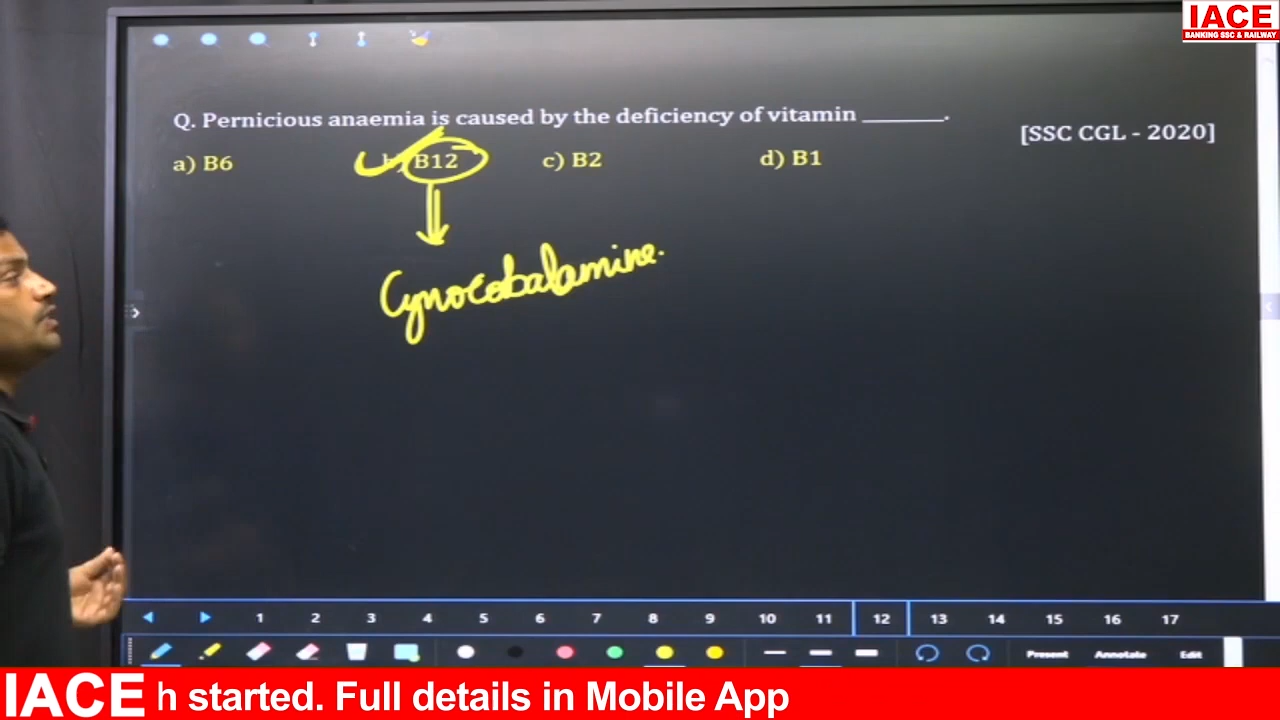 IACE
BANKING SSC & RAILWAY
Q. Pernicious anaemia is caused by the deficiency of vitamin _______.
[SSC CGL - 2020]
a) B6 b) B12 c) B2 d) B1
Cynocobalamine.
1 2 3 4 5 6 7 8 9 10 11 12 13 14 15 16 17
Present Annotate Edit
IACE h started. Full details in Mobile App